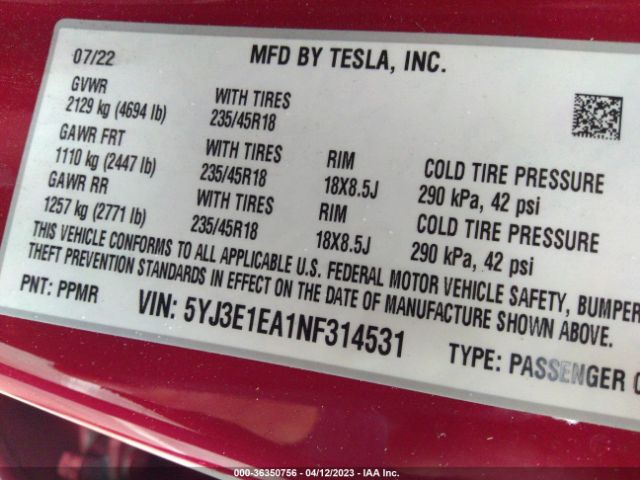 07/22 MFD BY TESLA, INC.
GVWR
2129 kg (4694 lb) WITH TIRES 235/45R18
GAWR FRT
1110 kg (2447 lb) WITH TIRES 235/45R18 RIM 18X8.5J COLD TIRE PRESSURE 290 kPa, 42 psi
GAWR RR
1257 kg (2771 lb) WITH TIRES 235/45R18 RIM 18X8.5J COLD TIRE PRESSURE 290 kPa, 42 psi
THIS VEHICLE CONFORMS TO ALL APPLICABLE U.S. FEDERAL MOTOR VEHICLE SAFETY, BUMPER
THEFT PREVENTION STANDARDS IN EFFECT ON THE DATE OF MANUFACTURE SHOWN ABOVE.
PNT: PPMR VIN: 5YJ3E1EA1NF314531 TYPE: PASSENGER
000-36350756 - 04/12/2023 - IAA Inc.